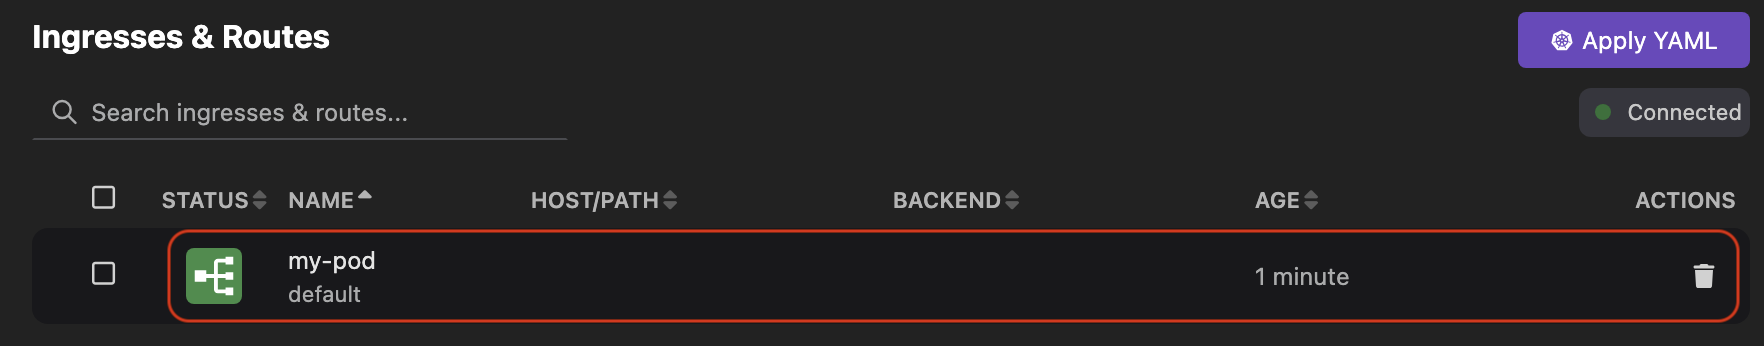 Ingresses & Routes
Apply YAML
Search ingresses & routes...
Connected
STATUS NAME HOST/PATH BACKEND AGE ACTIONS
my-pod
default
1 minute